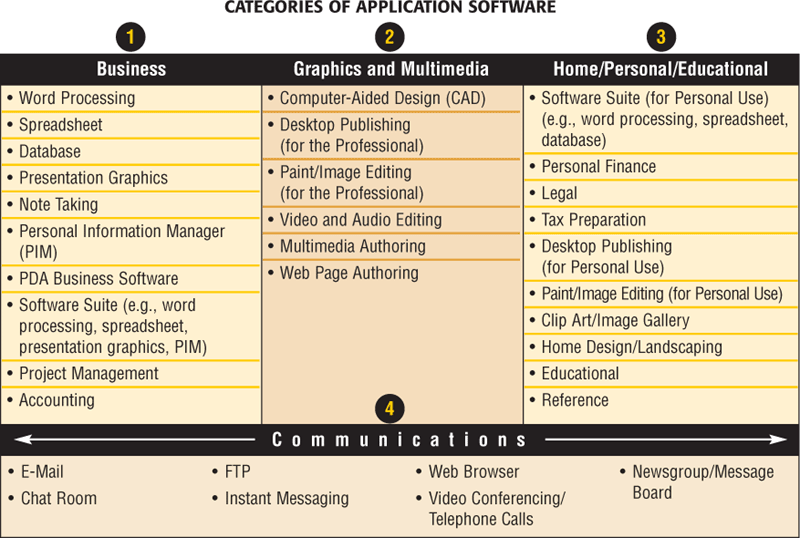 CATEGORIES OF APPLICATION SOFTWARE
1
Business
• Word Processing
• Spreadsheet
• Database
• Presentation Graphics
• Note Taking
• Personal Information Manager
(PIM)
• PDA Business Software
• Software Suite (e.g., word
processing, spreadsheet,
presentation graphics, PIM)
• Project Management
• Accounting
2
Graphics and Multimedia
• Computer-Aided Design (CAD)
• Desktop Publishing
(for the Professional)
• Paint/Image Editing
(for the Professional)
• Video and Audio Editing
• Multimedia Authoring
• Web Page Authoring
3
Home/Personal/Educational
• Software Suite (for Personal Use)
(e.g., word processing, spreadsheet,
database)
• Personal Finance
• Legal
• Tax Preparation
• Desktop Publishing
(for Personal Use)
• Paint/Image Editing (for Personal Use)
• Clip Art/Image Gallery
• Home Design/Landscaping
• Educational
• Reference
4
Communications
• E-Mail
• Chat Room
• FTP
• Instant Messaging
• Web Browser
• Video Conferencing/
Telephone Calls
• Newsgroup/Message
Board